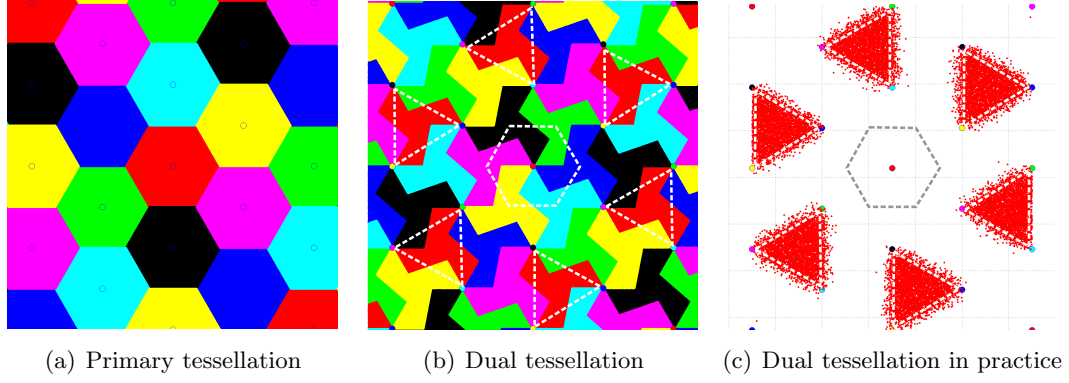 (a) Primary tessellation
(b) Dual tessellation
(c) Dual tessellation in practice